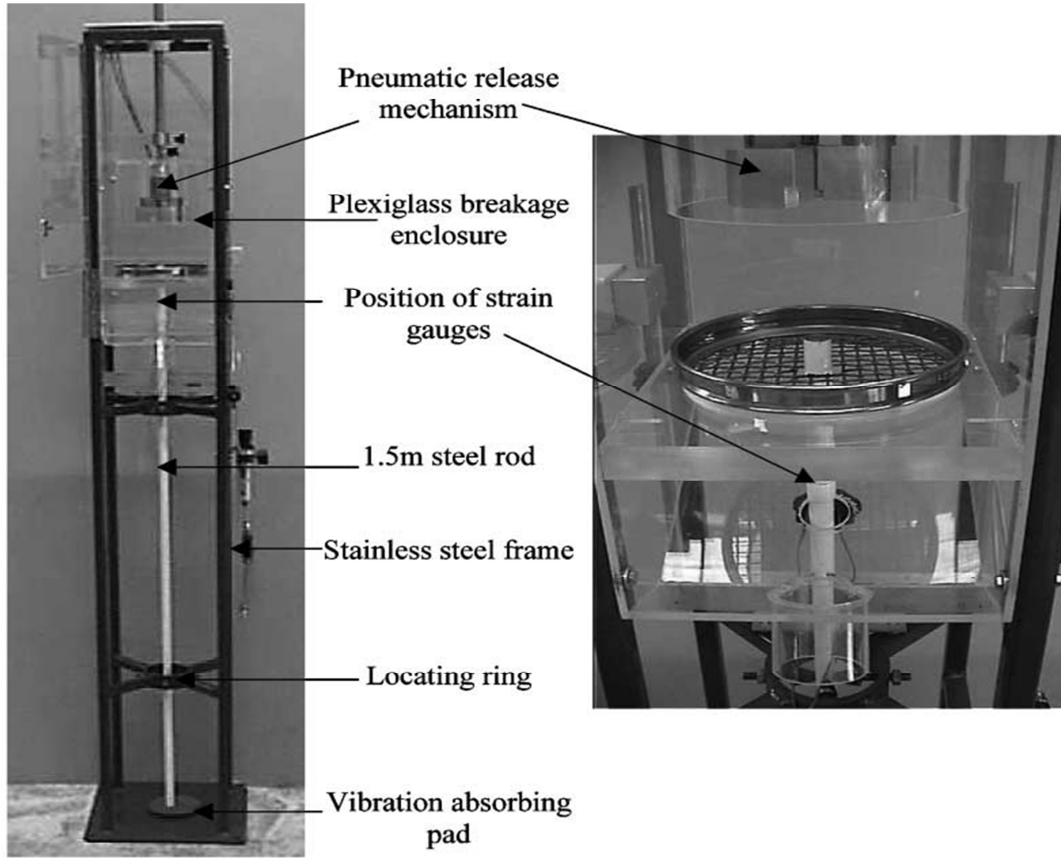 Pneumatic release
mechanism
Plexiglass breakage
enclosure
Position of strain
gauges
1.5m steel rod
Stainless steel frame
Locating ring
Vibration absorbing
pad